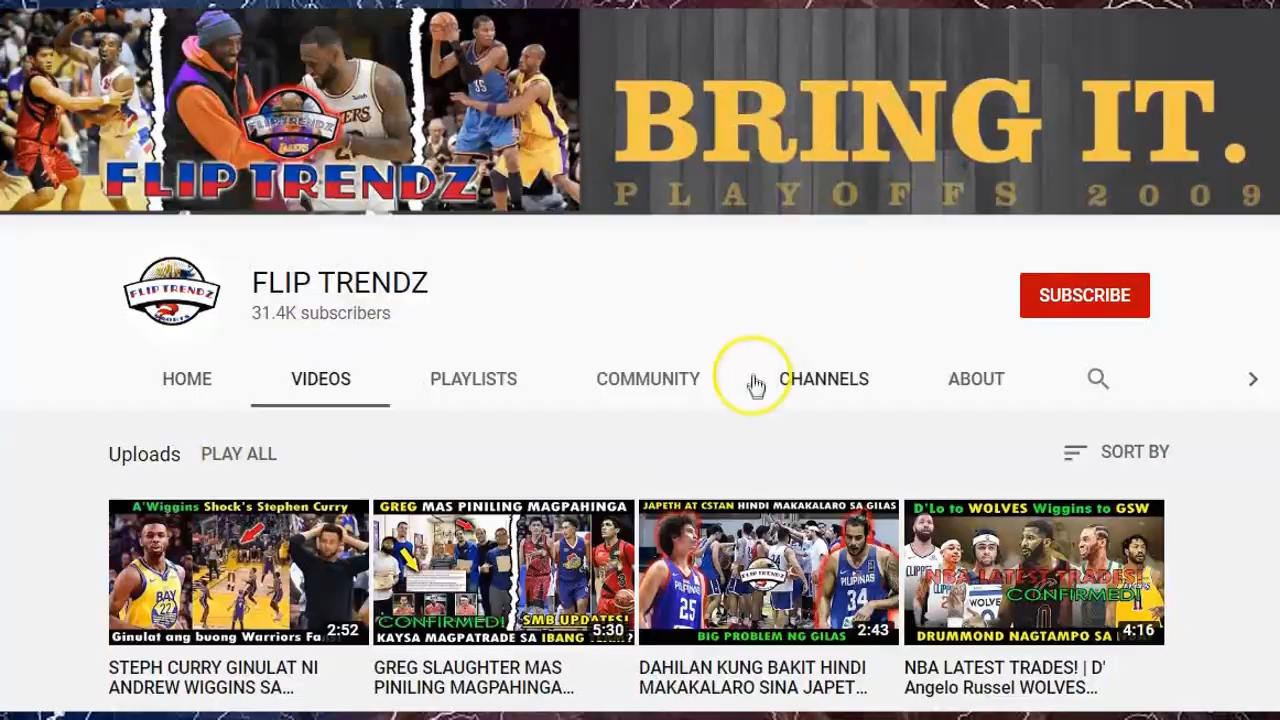 BRING IT.
PLAYOFFS 2009
FLIPTRENDZ
FLIP TRENDZ
35
FLIP TRENDZ
SPORTS
FLIP TRENDZ
31.4K subscribers
SUBSCRIBE
HOME VIDEOS PLAYLISTS COMMUNITY CHANNELS ABOUT
Uploads PLAY ALL SORT BY
A'Wiggins Shock's Stephen Curry
BAY
22
Ginulat ang buong Warriors Fa
2:52
STEPH CURRY GINULAT NI
ANDREW WIGGINS SA...
GREG MAS PINILING MAGPAHINGA
CONFIRMED! SMB UPDATES!
KAYSA MAGPATRADE SA IBANG
5:30
GREG SLAUGHTER MAS
PINILING MAGPAHINGA...
JAPETH AT CSTAN HINDI MAKAKALARO SA GILAS
25
PILIPINAS
34
BIG PROBLEM NG GILAS
2:43
DAHILAN KUNG BAKIT HINDI
MAKAKALARO SINA JAPET...
D'Lo to WOLVES Wiggins to GSW
NBA LATEST TRADES!
CONFIRMED!
DRUMMOND NAGTAMPO SA
4:16
NBA LATEST TRADES! | D'
Angelo Russel WOLVES...